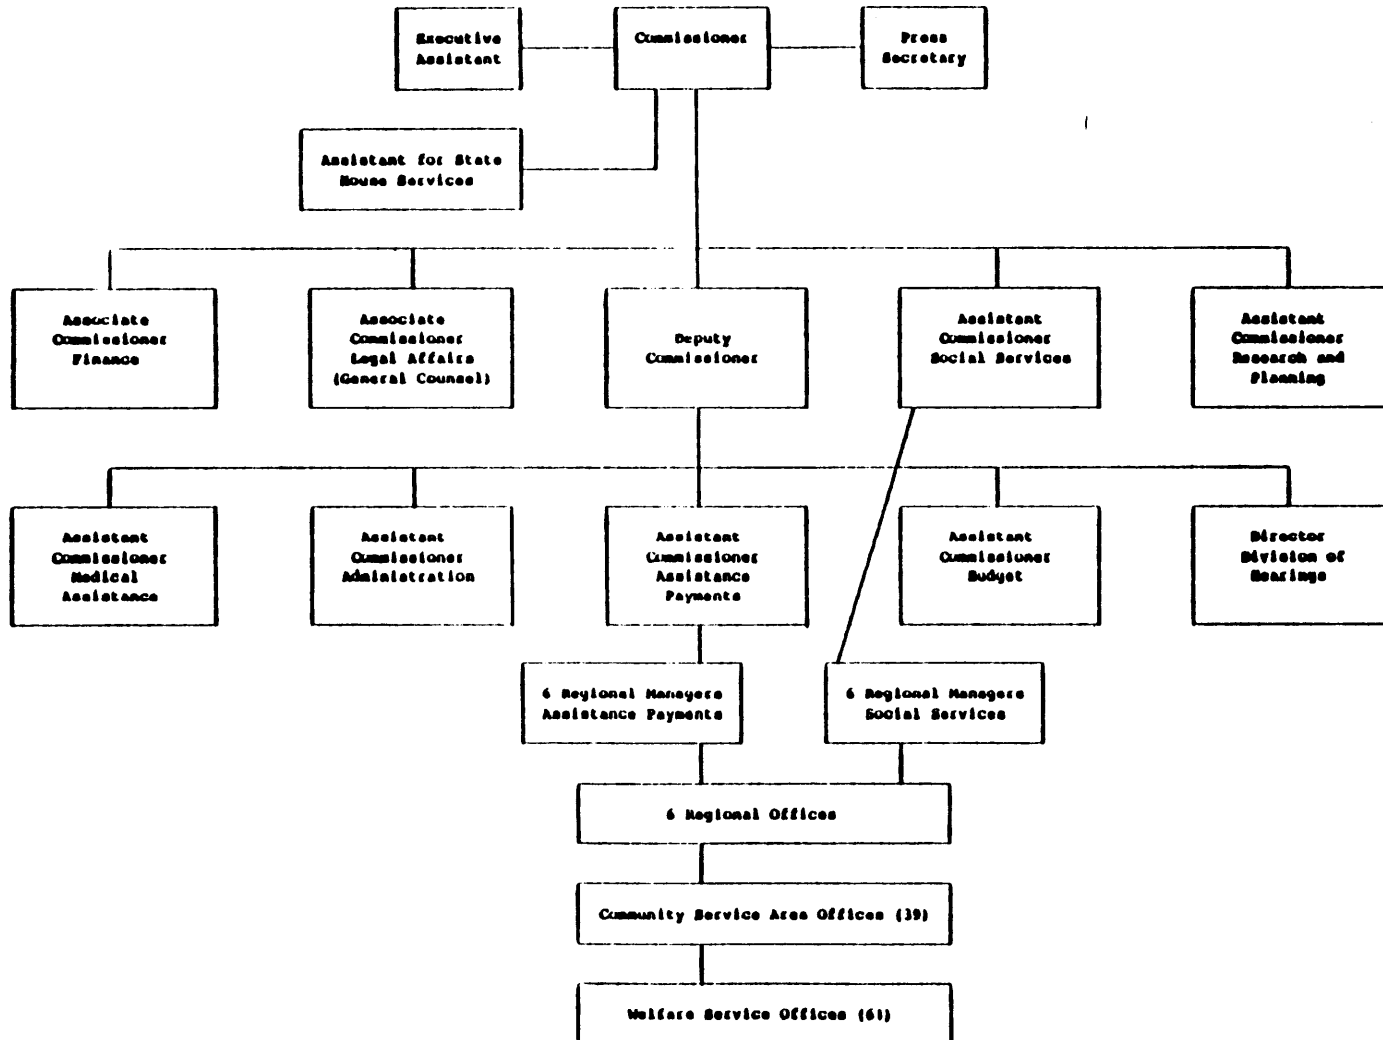 Executive
Assistant
Commissioner
Press
Secretary
Assistant for State
House Services
Associate
Commissioner
Finance
Associate
Commissioner
Legal Affairs
(General Counsel)
Deputy
Commissioner
Assistant
Commissioner
Social Services
Assistant
Commissioner
Research and
Planning
Assistant
Commissioner
Medical
Assistance
Assistant
Commissioner
Administration
Assistant
Commissioner
Assistance
Payments
Assistant
Commissioner
Budget
Director
Division of
Hearings
6 Regional Managers
Assistance Payments
6 Regional Managers
Social Services
6 Regional Offices
Community Service Area Offices (39)
Welfare Service Offices (61)